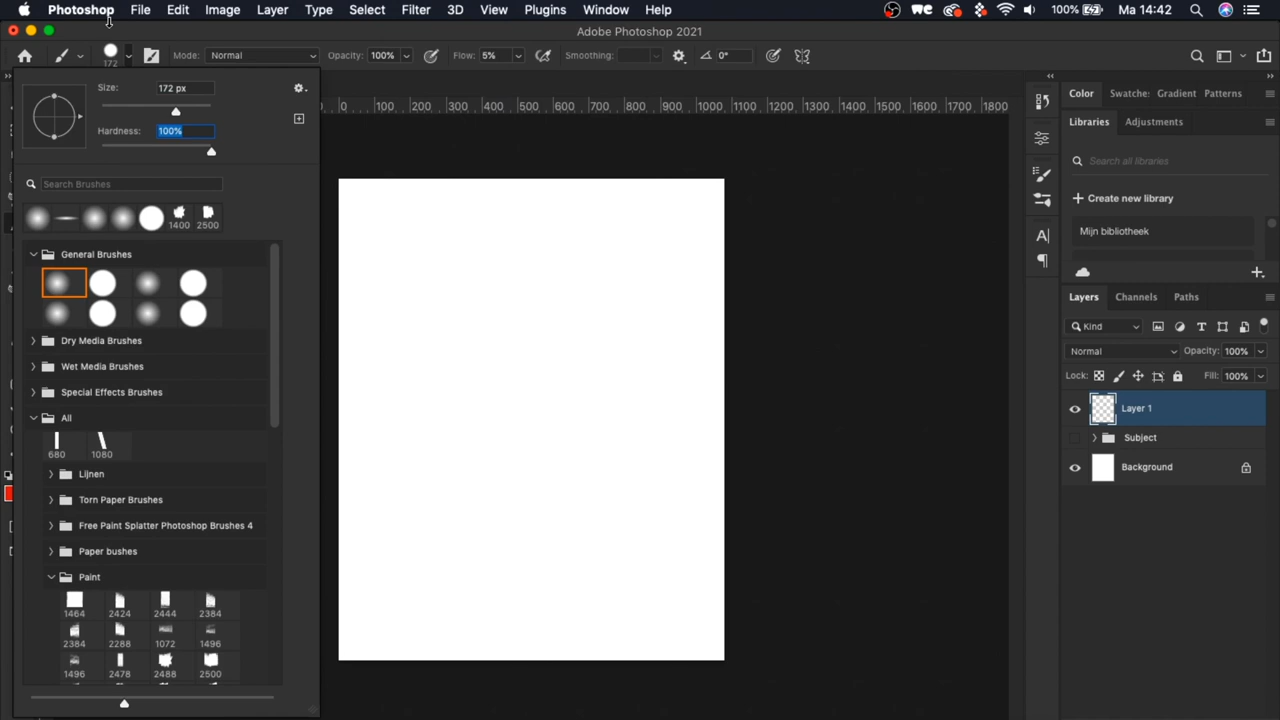 Photoshop File Edit Image Layer Type Select Filter 3D View Plugins Window Help 100% Ma 14:42
Adobe Photoshop 2021
172 Mode: Normal Opacity: 100% Flow: 5% Smoothing: 0°
Size: 172 px
Hardness: 100%
Search Brushes
1400 2500
General Brushes
Dry Media Brushes
Wet Media Brushes
Special Effects Brushes
All
680 1080
Lijnen
Torn Paper Brushes
Free Paint Splatter Photoshop Brushes 4
Paper bushes
Paint
1464 2424 2444 2384
2384 2288 1072 1496
1496 2478 2488 2500
0 100 200 300 400 500 600 700 800 900 1000 1100 1200 1300 1400 1500 1600 1700 1800
Color Swatche: Gradient Patterns
Libraries Adjustments
Search all libraries
Create new library
Mijn bibliotheek
Layers Channels Paths
Kind
Normal Opacity: 100%
Lock: Fill: 100%
Layer 1
Subject
Background